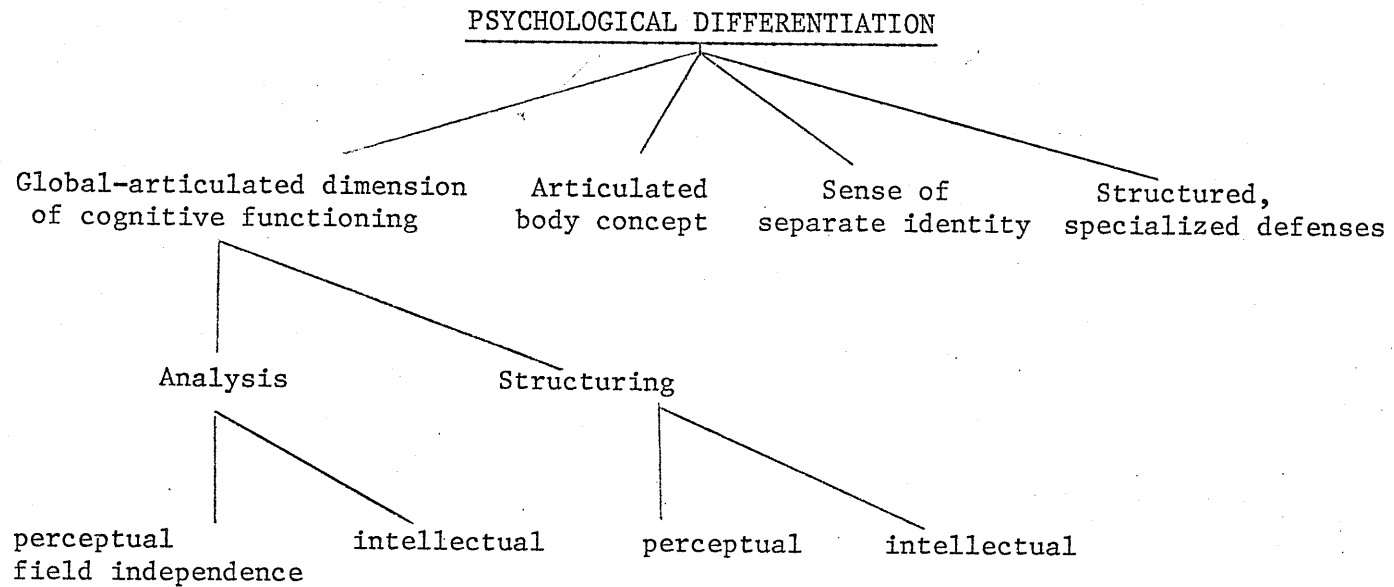 PSYCHOLOGICAL DIFFERENTIATION
Global-articulated dimension
of cognitive functioning
Articulated
body concept
Sense of
separate identity
Structured,
specialized defenses
Analysis
Structuring
perceptual
field independence
intellectual
perceptual
intellectual